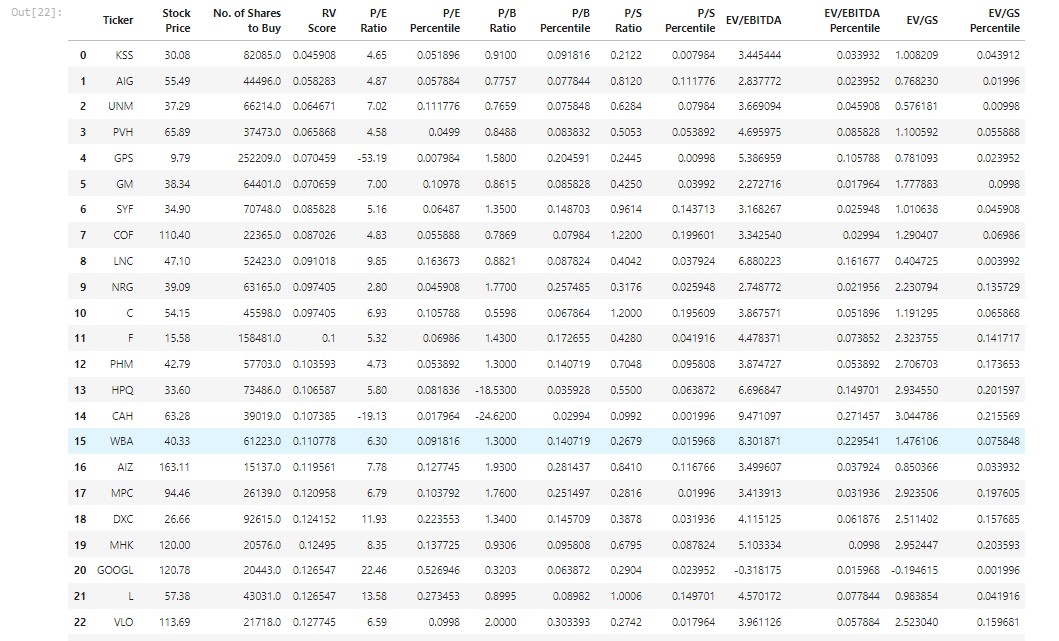 Out[22]:
Ticker Stock Price No. of Shares to Buy RV Score P/E Ratio P/E Percentile P/B Ratio P/B Percentile P/S Ratio P/S Percentile EV/EBITDA EV/EBITDA Percentile EV/GS EV/GS Percentile
0 KSS 30.08 82085.0 0.045908 4.65 0.051896 0.9100 0.091816 0.2122 0.007984 3.445444 0.033932 1.008209 0.043912
1 AIG 55.49 44496.0 0.058283 4.87 0.057884 0.7757 0.077844 0.8120 0.111776 2.837772 0.023952 0.768230 0.01996
2 UNM 37.29 66214.0 0.064671 7.02 0.111776 0.7659 0.075848 0.6284 0.07984 3.669094 0.045908 0.576181 0.00998
3 PVH 65.89 37473.0 0.065868 4.58 0.0499 0.8488 0.083832 0.5053 0.053892 4.695975 0.085828 1.100592 0.055888
4 GPS 9.79 252209.0 0.070459 -53.19 0.007984 1.5800 0.204591 0.2445 0.00998 5.386959 0.105788 0.781093 0.023952
5 GM 38.34 64401.0 0.070659 7.00 0.10978 0.8615 0.085828 0.4250 0.03992 2.272716 0.017964 1.777883 0.0998
6 SYF 34.90 70748.0 0.085828 5.16 0.06487 1.3500 0.148703 0.9614 0.143713 3.168267 0.025948 1.010638 0.045908
7 COF 110.40 22365.0 0.087026 4.83 0.055888 0.7869 0.07984 1.2200 0.199601 3.342540 0.02994 1.290407 0.06986
8 LNC 47.10 52423.0 0.091018 9.85 0.163673 0.8821 0.087824 0.4042 0.037924 6.880223 0.161677 0.404725 0.003992
9 NRG 39.09 63165.0 0.097405 2.80 0.045908 1.7700 0.257485 0.3176 0.025948 2.748772 0.021956 2.230794 0.135729
10 C 54.15 45598.0 0.097405 6.93 0.105788 0.5598 0.067864 1.2000 0.195609 3.867571 0.051896 1.191295 0.065868
11 F 15.58 158481.0 0.1 5.32 0.06986 1.4300 0.172655 0.4280 0.041916 4.478371 0.073852 2.323755 0.141717
12 PHM 42.79 57703.0 0.103593 4.73 0.053892 1.3000 0.140719 0.7048 0.095808 3.874727 0.053892 2.706703 0.173653
13 HPQ 33.60 73486.0 0.106587 5.80 0.081836 -18.5300 0.035928 0.5500 0.063872 6.696847 0.149701 2.934550 0.201597
14 CAH 63.28 39019.0 0.107385 -19.13 0.017964 -24.6200 0.02994 0.0992 0.001996 9.471097 0.271457 3.044786 0.215569
15 WBA 40.33 61223.0 0.110778 6.30 0.091816 1.3000 0.140719 0.2679 0.015968 8.301871 0.229541 1.476106 0.075848
16 AIZ 163.11 15137.0 0.119561 7.78 0.127745 1.9300 0.281437 0.8410 0.116766 3.499607 0.037924 0.850366 0.033932
17 MPC 94.46 26139.0 0.120958 6.79 0.103792 1.7600 0.251497 0.2816 0.01996 3.413913 0.031936 2.923506 0.197605
18 DXC 26.66 92615.0 0.124152 11.93 0.223553 1.3400 0.145709 0.3878 0.031936 4.115125 0.061876 2.511402 0.157685
19 MHK 120.00 20576.0 0.12495 8.35 0.137725 0.9306 0.095808 0.6795 0.087824 5.103334 0.0998 2.952447 0.203593
20 GOOGL 120.78 20443.0 0.126547 22.46 0.526946 0.3203 0.063872 0.2904 0.023952 -0.318175 0.015968 -0.194615 0.001996
21 L 57.38 43031.0 0.126547 13.58 0.273453 0.8995 0.08982 1.0006 0.149701 4.570172 0.077844 0.983854 0.041916
22 VLO 113.69 21718.0 0.127745 6.59 0.0998 2.0000 0.303393 0.2742 0.017964 3.961126 0.057884 2.523040 0.159681